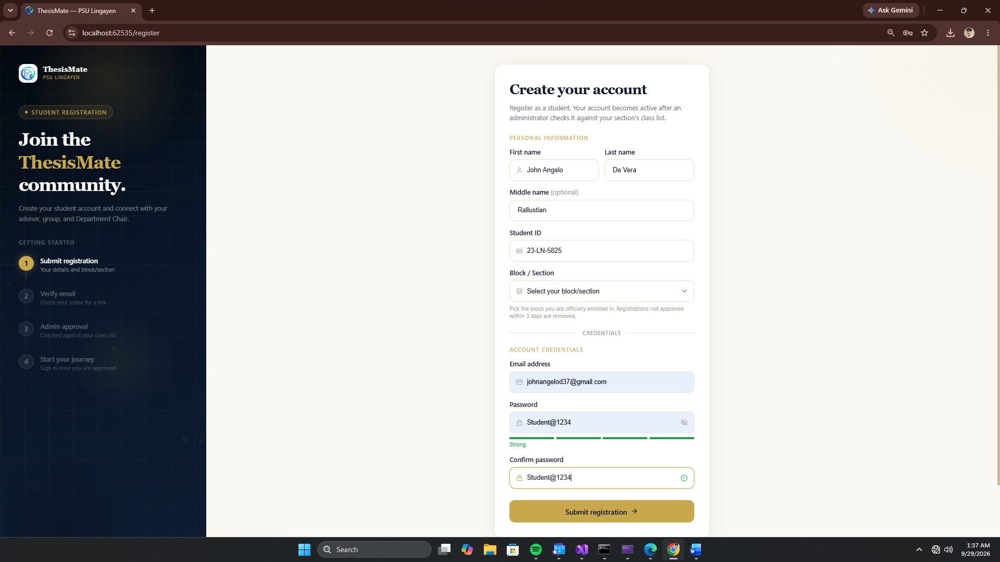 ThesisMate — PSU Lingayen
Ask Gemini
localhost:62535/register
ThesisMate
PSU LINGAYEN
STUDENT REGISTRATION
Join the
ThesisMate
community.
Create your student account and connect with your
adviser, group, and Department Chair.
GETTING STARTED
1
Submit registration
Your details and block/section
2
Verify email
Check your inbox for a link
3
Admin approval
Checked against your class list
4
Start your journey
Sign in once you are approved
Create your account
Register as a student. Your account becomes active after an
administrator checks it against your section's class list.
PERSONAL INFORMATION
First name
Last name
John Angelo
De Vera
Middle name (optional)
Rallustian
Student ID
23-LN-5825
Block / Section
Select your block/section
Pick the block you are officially enrolled in. Registrations not approved
within 3 days are removed.
CREDENTIALS
ACCOUNT CREDENTIALS
Email address
johnangelod37@gmail.com
Password
Student@1234
Strong
Confirm password
Student@1234
Submit registration →
Search
1:37 AM
9/29/2026